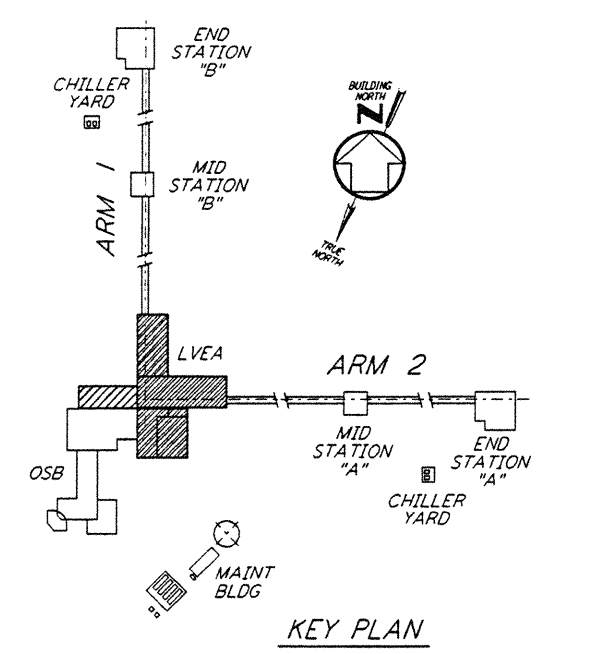 END
STATION
"B"
CHILLER
YARD
BUILDING
NORTH
N
ARM 1
MID
STATION
"B"
TRUE
NORTH
LVEA
ARM 2
MID
STATION
"A"
END
STATION
"A"
OSB
CHILLER
YARD
MAINT
BLDG
KEY PLAN